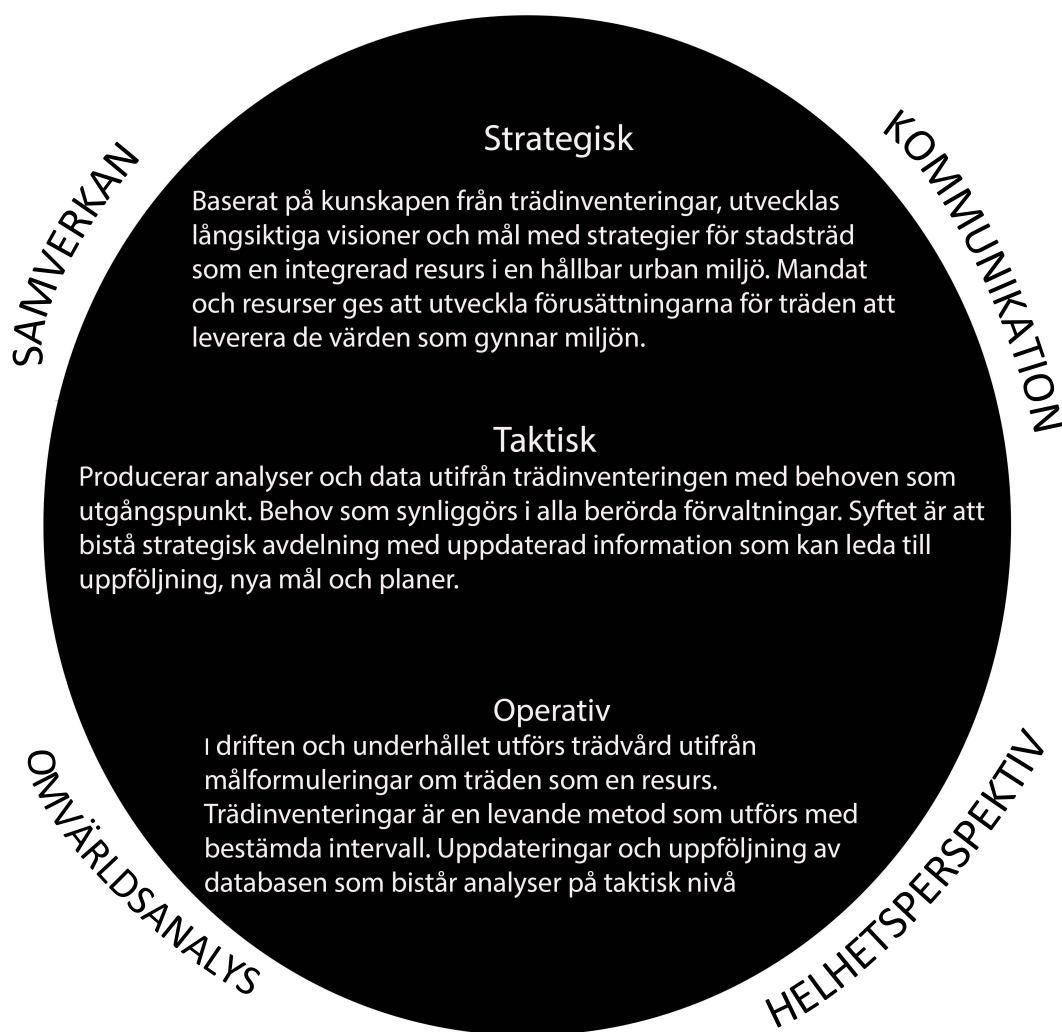 SAMVERKAN
KOMMUNIKATION
Strategisk
Baserat på kunskapen från trädinventeringar, utvecklas
långsiktiga visioner och mål med strategier för stadsträd
som en integrerad resurs i en hållbar urban miljö. Mandat
och resurser ges att utveckla förusättningarna för träden att
leverera de värden som gynnar miljön.
Taktisk
Producerar analyser och data utifrån trädinventeringen med behoven som
utgångspunkt. Behov som synliggörs i alla berörda förvaltningar. Syftet är att
bistå strategisk avdelning med uppdaterad information som kan leda till
uppföljning, nya mål och planer.
Operativ
I driften och underhållet utförs trädvård utifrån
målformuleringar om träden som en resurs.
Trädinventeringar är en levande metod som utförs med
bestämda intervall. Uppdateringar och uppföljning av
databasen som bistår analyser på taktisk nivå
OMVÄRLDSANALYS
HELHETSPERSPEKTIV